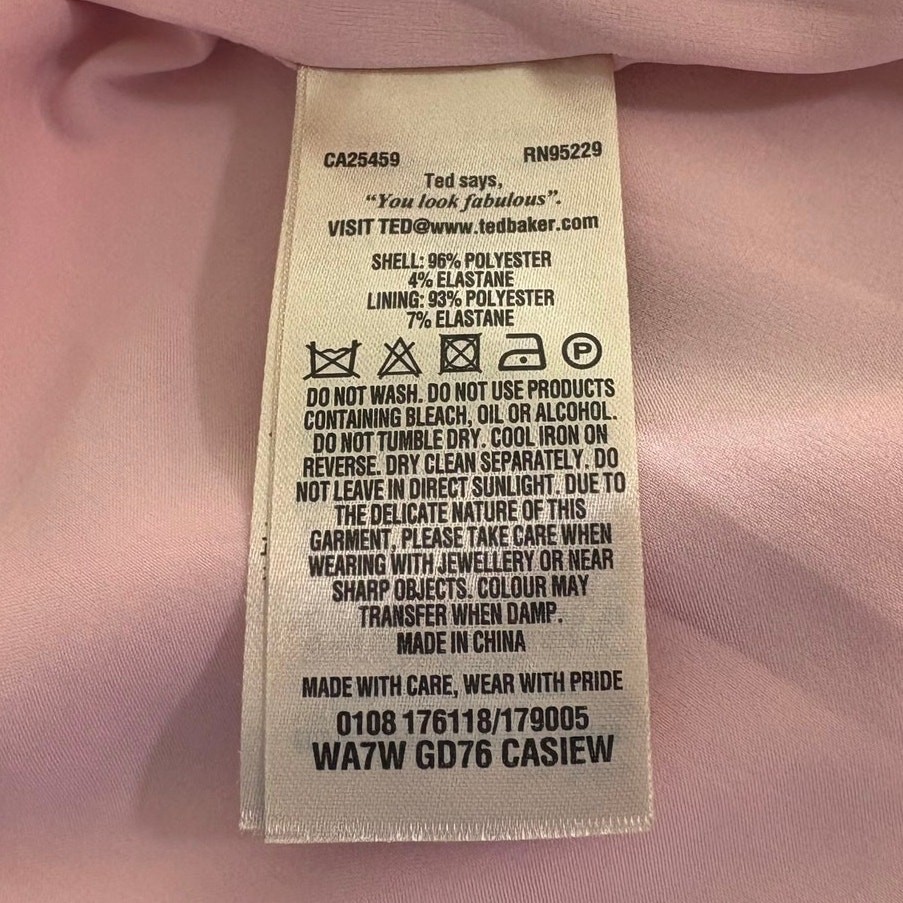 CA25459 RN95229
Ted says,
“You look fabulous”.
VISIT TED@www.tedbaker.com
SHELL: 96% POLYESTER
4% ELASTANE
LINING: 93% POLYESTER
7% ELASTANE
P
DO NOT WASH. DO NOT USE PRODUCTS
CONTAINING BLEACH, OIL OR ALCOHOL.
DO NOT TUMBLE DRY. COOL IRON ON
REVERSE. DRY CLEAN SEPARATELY. DO
NOT LEAVE IN DIRECT SUNLIGHT. DUE TO
THE DELICATE NATURE OF THIS
GARMENT, PLEASE TAKE CARE WHEN
WEARING WITH JEWELLERY OR NEAR
SHARP OBJECTS. COLOUR MAY
TRANSFER WHEN DAMP.
MADE IN CHINA
MADE WITH CARE, WEAR WITH PRIDE
0108 176118/179005
WA7W GD76 CASIEW